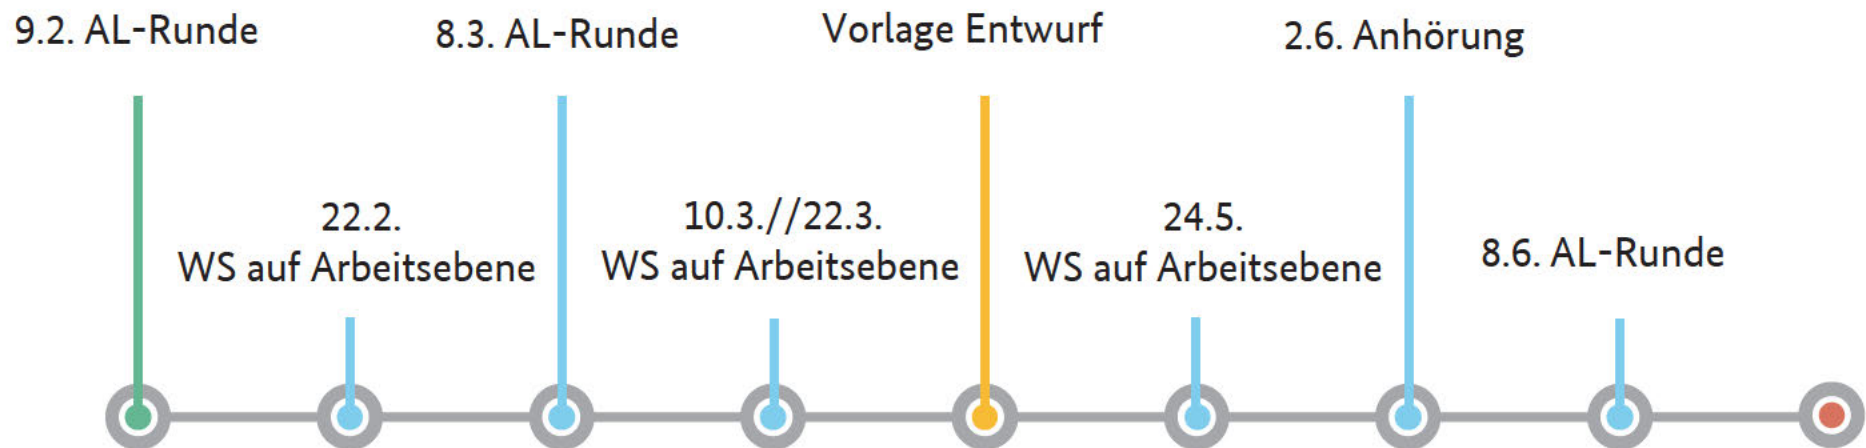 9.2. AL-Runde
22.2.
WS auf Arbeitsebene
8.3. AL-Runde
10.3.//22.3.
WS auf Arbeitsebene
Vorlage Entwurf
24.5.
WS auf Arbeitsebene
2.6. Anhörung
8.6. AL-Runde